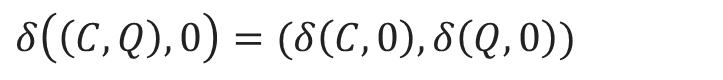 δ((C, Q), 0) = (δ(C, 0), δ(Q, 0))